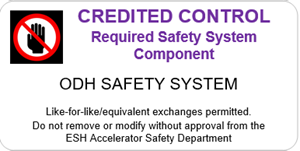 CREDITED CONTROL
Required Safety System
Component
ODH SAFETY SYSTEM
Like-for-like/equivalent exchanges permitted.
Do not remove or modify without approval from the
ESH Accelerator Safety Department